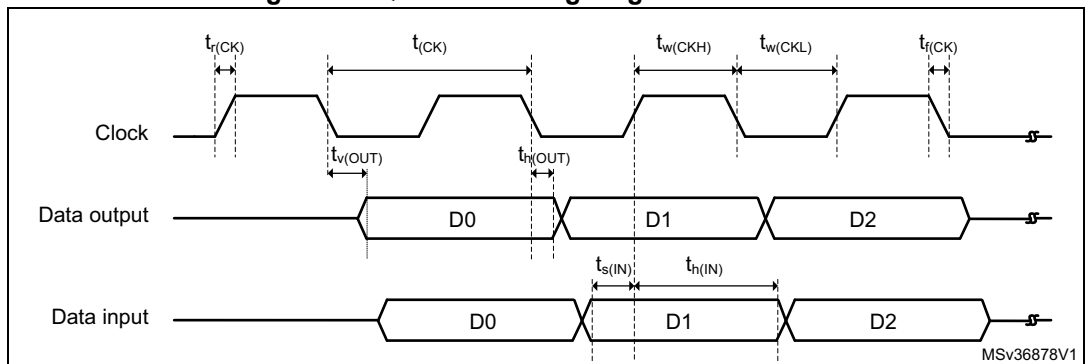 tr(CK) t(CK) tw(CKH) tw(CKL) tf(CK)
Clock
tv(OUT) th(OUT)
Data output D0 D1 D2
ts(IN) th(IN)
Data input D0 D1 D2
MSv36878V1